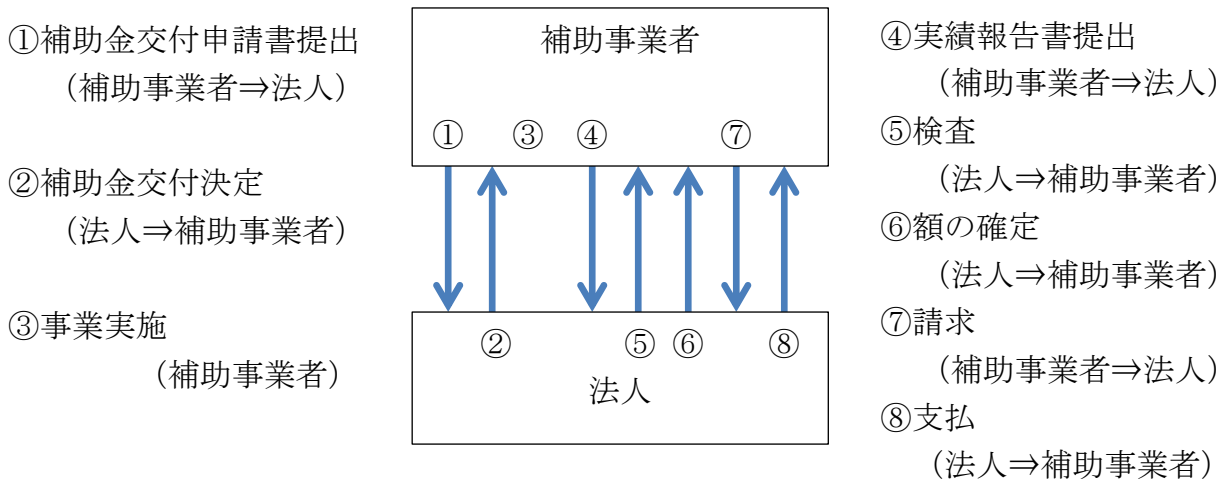 ①補助金交付申請書提出
（補助事業者⇒法人）
②補助金交付決定
（法人⇒補助事業者）
③事業実施
（補助事業者）
補助事業者
① ③ ④ ⑦
② ⑤ ⑥ ⑧
法人
④実績報告書提出
（補助事業者⇒法人）
⑤検査
（法人⇒補助事業者）
⑥額の確定
（法人⇒補助事業者）
⑦請求
（補助事業者⇒法人）
⑧支払
（法人⇒補助事業者）